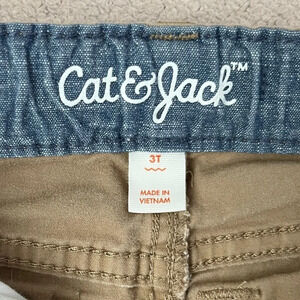 Cat & Jack™
3T
MADE IN
VIETNAM